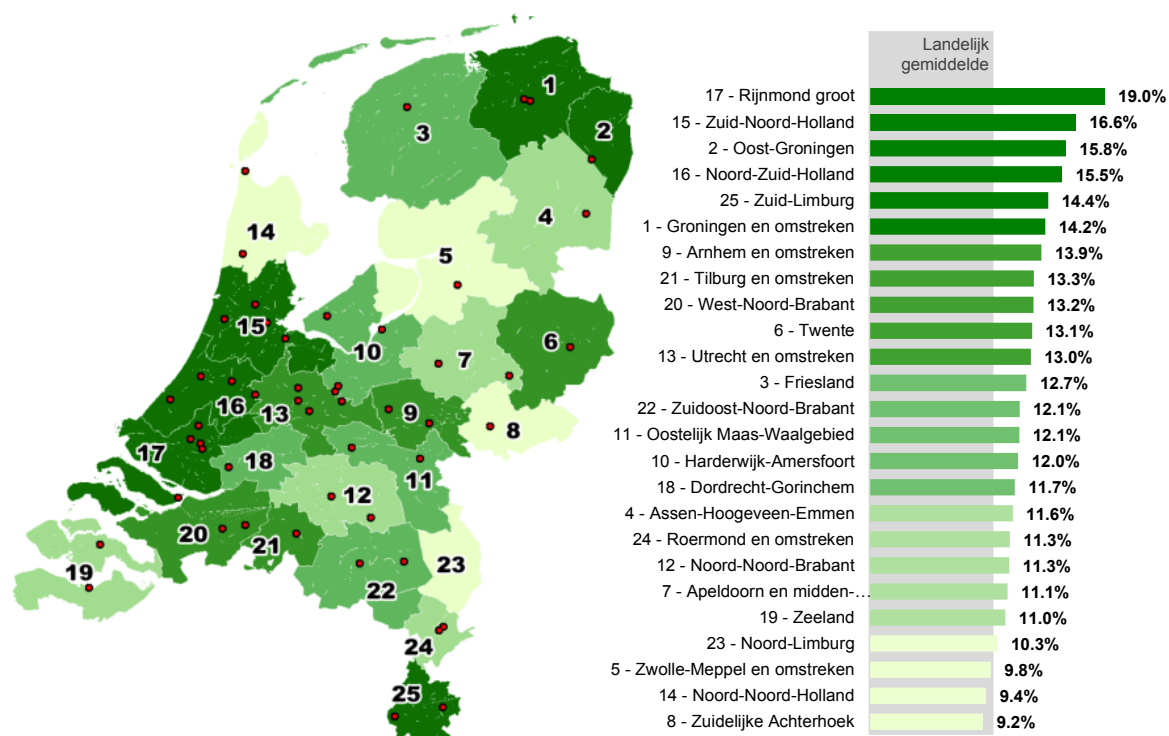 Landelijk
gemiddelde
17 - Rijnmond groot 19.0%
15 - Zuid-Noord-Holland 16.6%
2 - Oost-Groningen 15.8%
16 - Noord-Zuid-Holland 15.5%
25 - Zuid-Limburg 14.4%
1 - Groningen en omstreken 14.2%
9 - Arnhem en omstreken 13.9%
21 - Tilburg en omstreken 13.3%
20 - West-Noord-Brabant 13.2%
6 - Twente 13.1%
13 - Utrecht en omstreken 13.0%
3 - Friesland 12.7%
22 - Zuidoost-Noord-Brabant 12.1%
11 - Oostelijk Maas-Waalgebied 12.1%
10 - Harderwijk-Amersfoort 12.0%
18 - Dordrecht-Gorinchem 11.7%
4 - Assen-Hoogeveen-Emmen 11.6%
24 - Roermond en omstreken 11.3%
12 - Noord-Noord-Brabant 11.3%
7 - Apeldoorn en midden-... 11.1%
19 - Zeeland 11.0%
23 - Noord-Limburg 10.3%
5 - Zwolle-Meppel en omstreken 9.8%
14 - Noord-Noord-Holland 9.4%
8 - Zuidelijke Achterhoek 9.2%
1
2
3
4
14
5
15
6
10
7
16
13
9
8
17
18
11
12
20
21
19
23
22
24
25